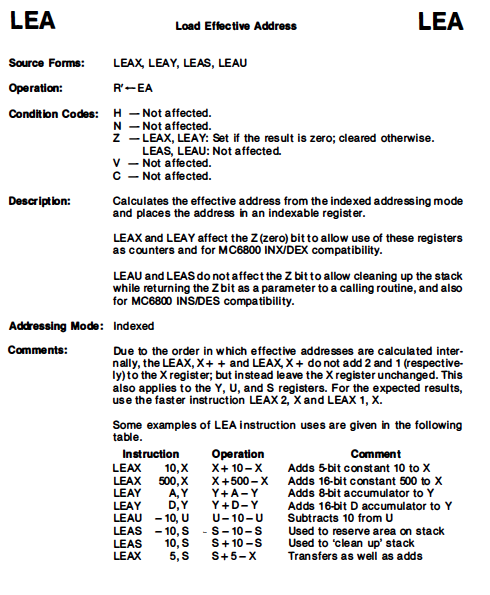 LEA Load Effective Address LEA
Source Forms: LEAX, LEAY, LEAS, LEAU
Operation: R'←EA
Condition Codes: H — Not affected.
N — Not affected.
Z — LEAX, LEAY: Set if the result is zero; cleared otherwise.
LEAS, LEAU: Not affected.
V — Not affected.
C — Not affected.
Description: Calculates the effective address from the indexed addressing mode
and places the address in an indexable register.
LEAX and LEAY affect the Z (zero) bit to allow use of these registers
as counters and for MC6800 INX/DEX compatibility.
LEAU and LEAS do not affect the Z bit to allow cleaning up the stack
while returning the Z bit as a parameter to a calling routine, and also
for MC6800 INS/DES compatibility.
Addressing Mode: Indexed
Comments: Due to the order in which effective addresses are calculated inter-
nally, the LEAX, X + + and LEAX, X + do not add 2 and 1 (respective-
ly) to the X register; but instead leave the X register unchanged. This
also applies to the Y, U, and S registers. For the expected results,
use the faster instruction LEAX 2, X and LEAX 1, X.
Some examples of LEA instruction uses are given in the following
table.
Instruction Operation Comment
LEAX 10, X X + 10 – X Adds 5-bit constant 10 to X
LEAX 500, X X + 500 – X Adds 16-bit constant 500 to X
LEAY A, Y Y + A – Y Adds 8-bit accumulator to Y
LEAY D, Y Y + D – Y Adds 16-bit D accumulator to Y
LEAU – 10, U U – 10 – U Subtracts 10 from U
LEAS – 10, S S – 10 – S Used to reserve area on stack
LEAS 10, S S + 10 – S Used to 'clean up' stack
LEAX 5, S S + 5 – X Transfers as well as adds